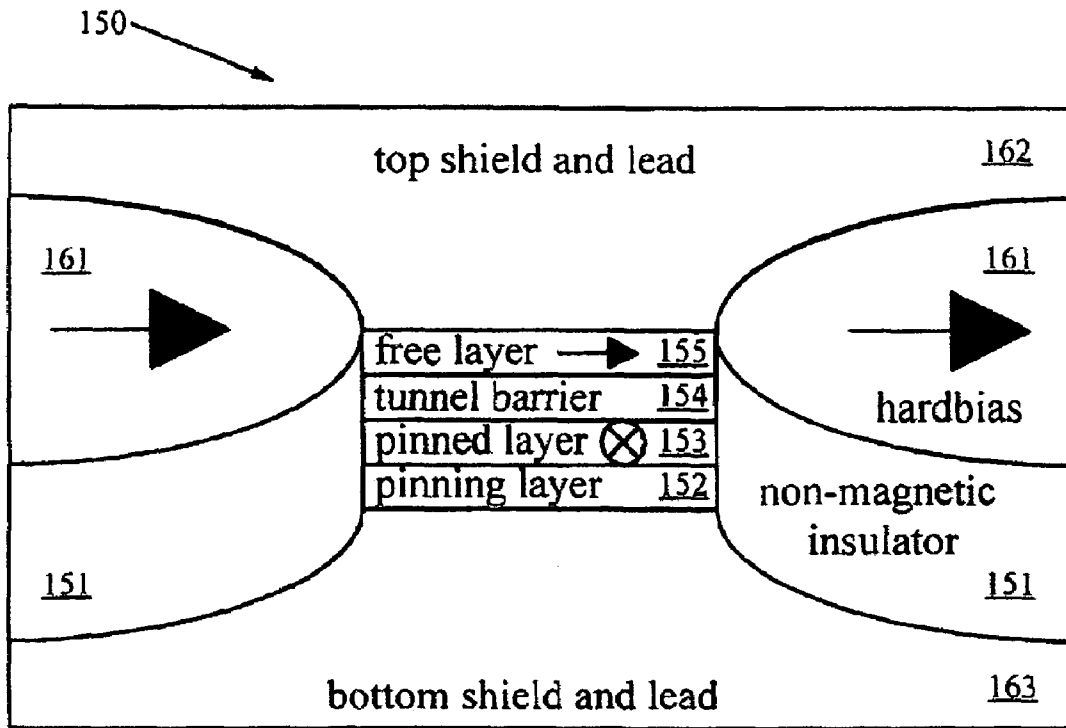 150
top shield and lead 162
161 161
free layer 155
tunnel barrier 154
hardbias
pinned layer 153
pinning layer 152
non-magnetic
insulator
151 151
bottom shield and lead 163